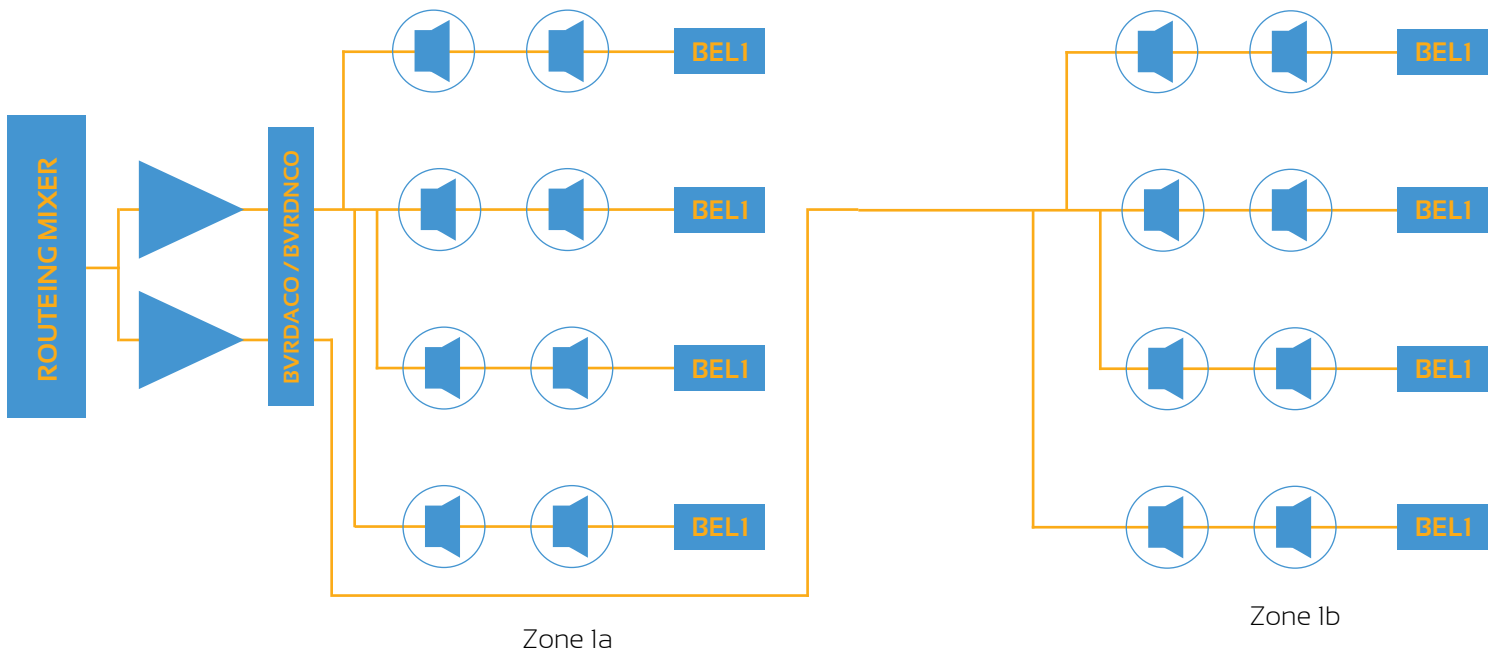 ROUTEING MIXER
BVRDACO / BVRDNCO
BEL1
BEL1
BEL1
BEL1
Zone 1a
BEL1
BEL1
BEL1
BEL1
Zone 1b